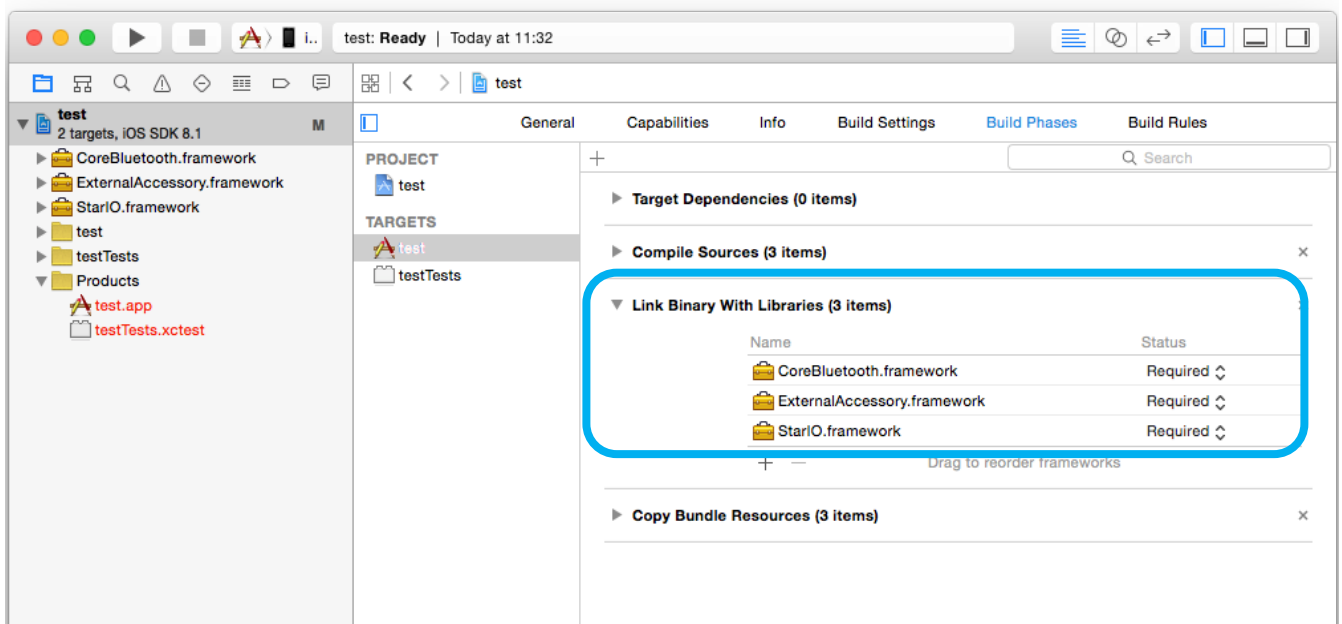 i..
test: Ready | Today at 11:32
test
test
2 targets, iOS SDK 8.1
M
General
Capabilities
Info
Build Settings
Build Phases
Build Rules
CoreBluetooth.framework
ExternalAccessory.framework
StarIO.framework
test
testTests
Products
test.app
testTests.xctest
PROJECT
test
TARGETS
test
testTests
Search
Target Dependencies (0 items)
Compile Sources (3 items)
Link Binary With Libraries (3 items)
Name Status
CoreBluetooth.framework Required
ExternalAccessory.framework Required
StarIO.framework Required
Drag to reorder frameworks
Copy Bundle Resources (3 items)